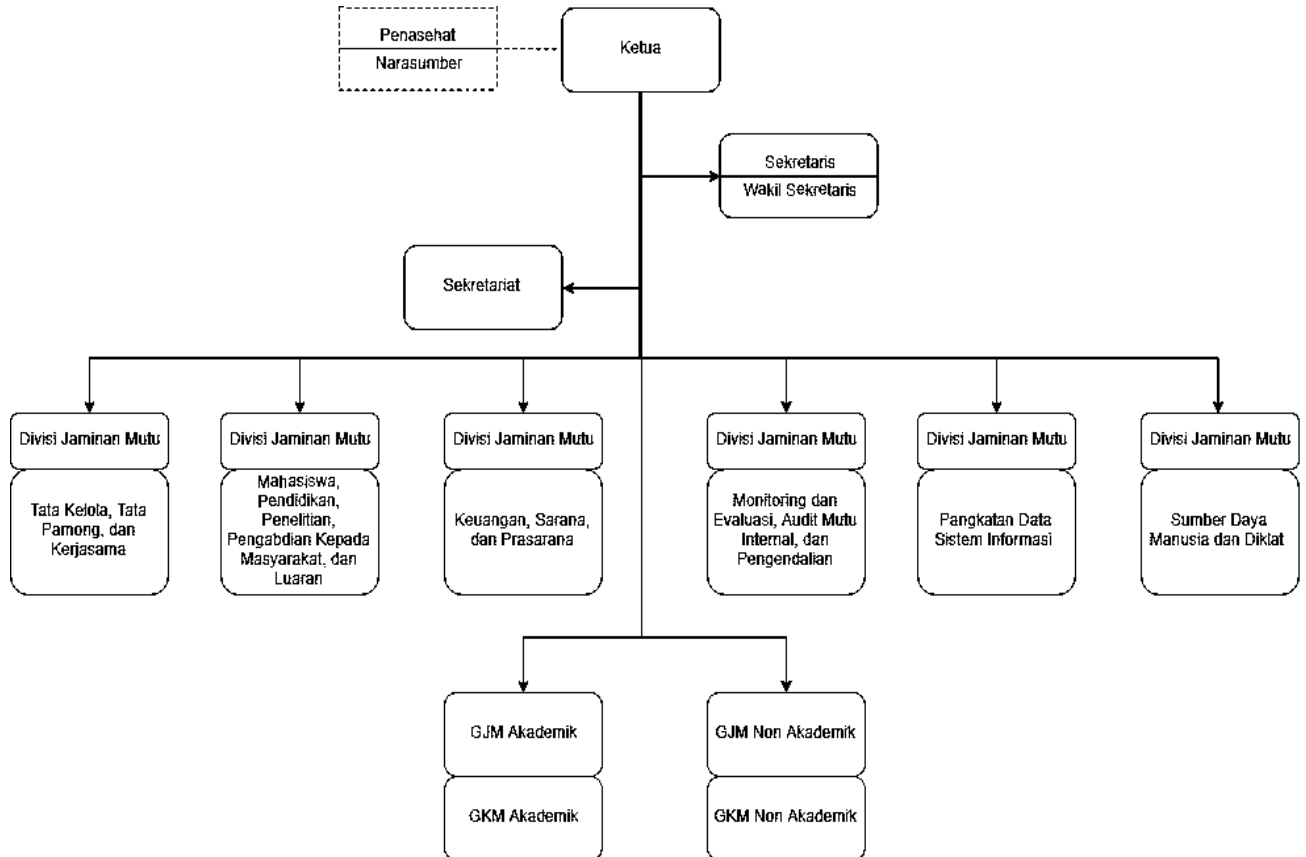 Penasehat
Narasumber
Ketua
Sekretaris
Wakil Sekretaris
Sekretariat
Divisi Jaminan Mutu
Tata Kelola, Tata
Pamong, dan
Kerjasama
Divisi Jaminan Mutu
Mahasiswa,
Pendidikan,
Penelitian,
Pengabdian Kepada
Masyarakat, dan
Luaran
Divisi Jaminan Mutu
Keuangan, Sarana,
dan Prasarana
Divisi Jaminan Mutu
Monitoring dan
Evaluasi, Audit Mutu
Internal, dan
Pengendalian
Divisi Jaminan Mutu
Pangkatan Data
Sistem Informasi
Divisi Jaminan Mutu
Sumber Daya
Manusia dan Diklat
GJM Akademik
GKM Akademik
GJM Non Akademik
GKM Non Akademik